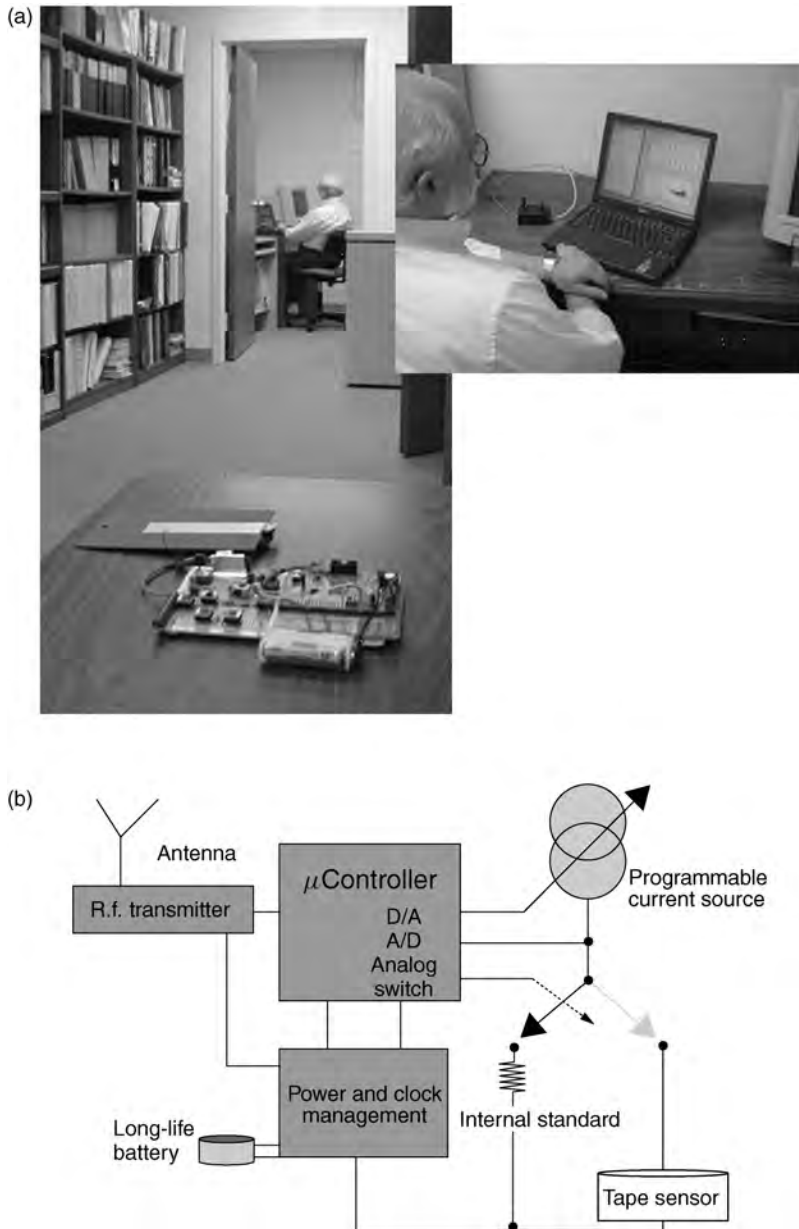 (a)
(b)
Antenna
R.f. transmitter
μController
D/A
A/D
Analog
switch
Programmable
current source
Power and clock
management
Long-life
battery
Internal standard
Tape sensor